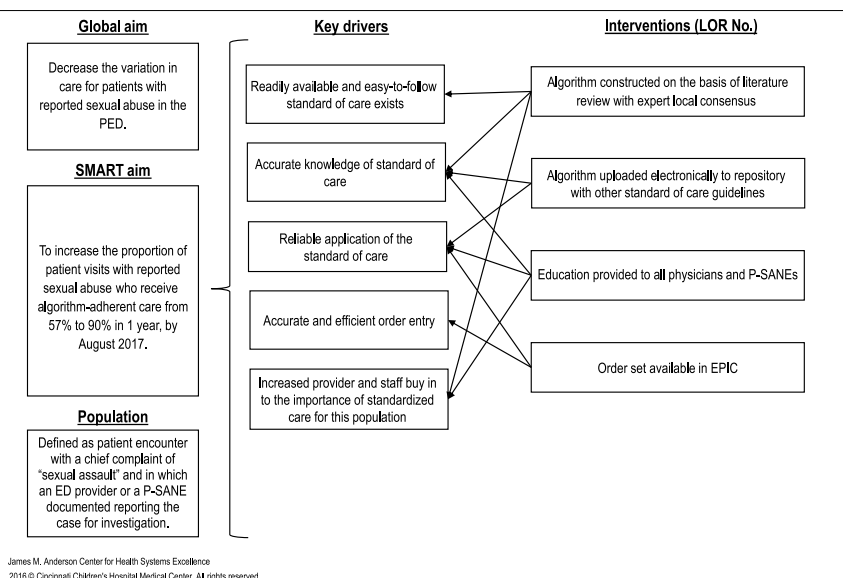 Global aim
Decrease the variation in
care for patients with
reported sexual abuse in the
PED.
SMART aim
To increase the proportion of
patient visits with reported
sexual abuse who receive
algorithm-adherent care from
57% to 90% in 1 year, by
August 2017.
Population
Defined as patient encounter
with a chief complaint of
“sexual assault” and in which
an ED provider or a P-SANE
documented reporting the
case for investigation.
Key drivers
Readily available and easy-to-follow
standard of care exists
Accurate knowledge of standard of
care
Reliable application of the
standard of care
Accurate and efficient order entry
Increased provider and staff buy in
to the importance of standardized
care for this population
Interventions (LOR No.)
Algorithm constructed on the basis of literature
review with expert local consensus
Algorithm uploaded electronically to repository
with other standard of care guidelines
Education provided to all physicians and P-SANEs
Order set available in EPIC
James M. Anderson Center for Health Systems Excellence
2016 © Cincinnati Children's Hospital Medical Center. All rights reserved